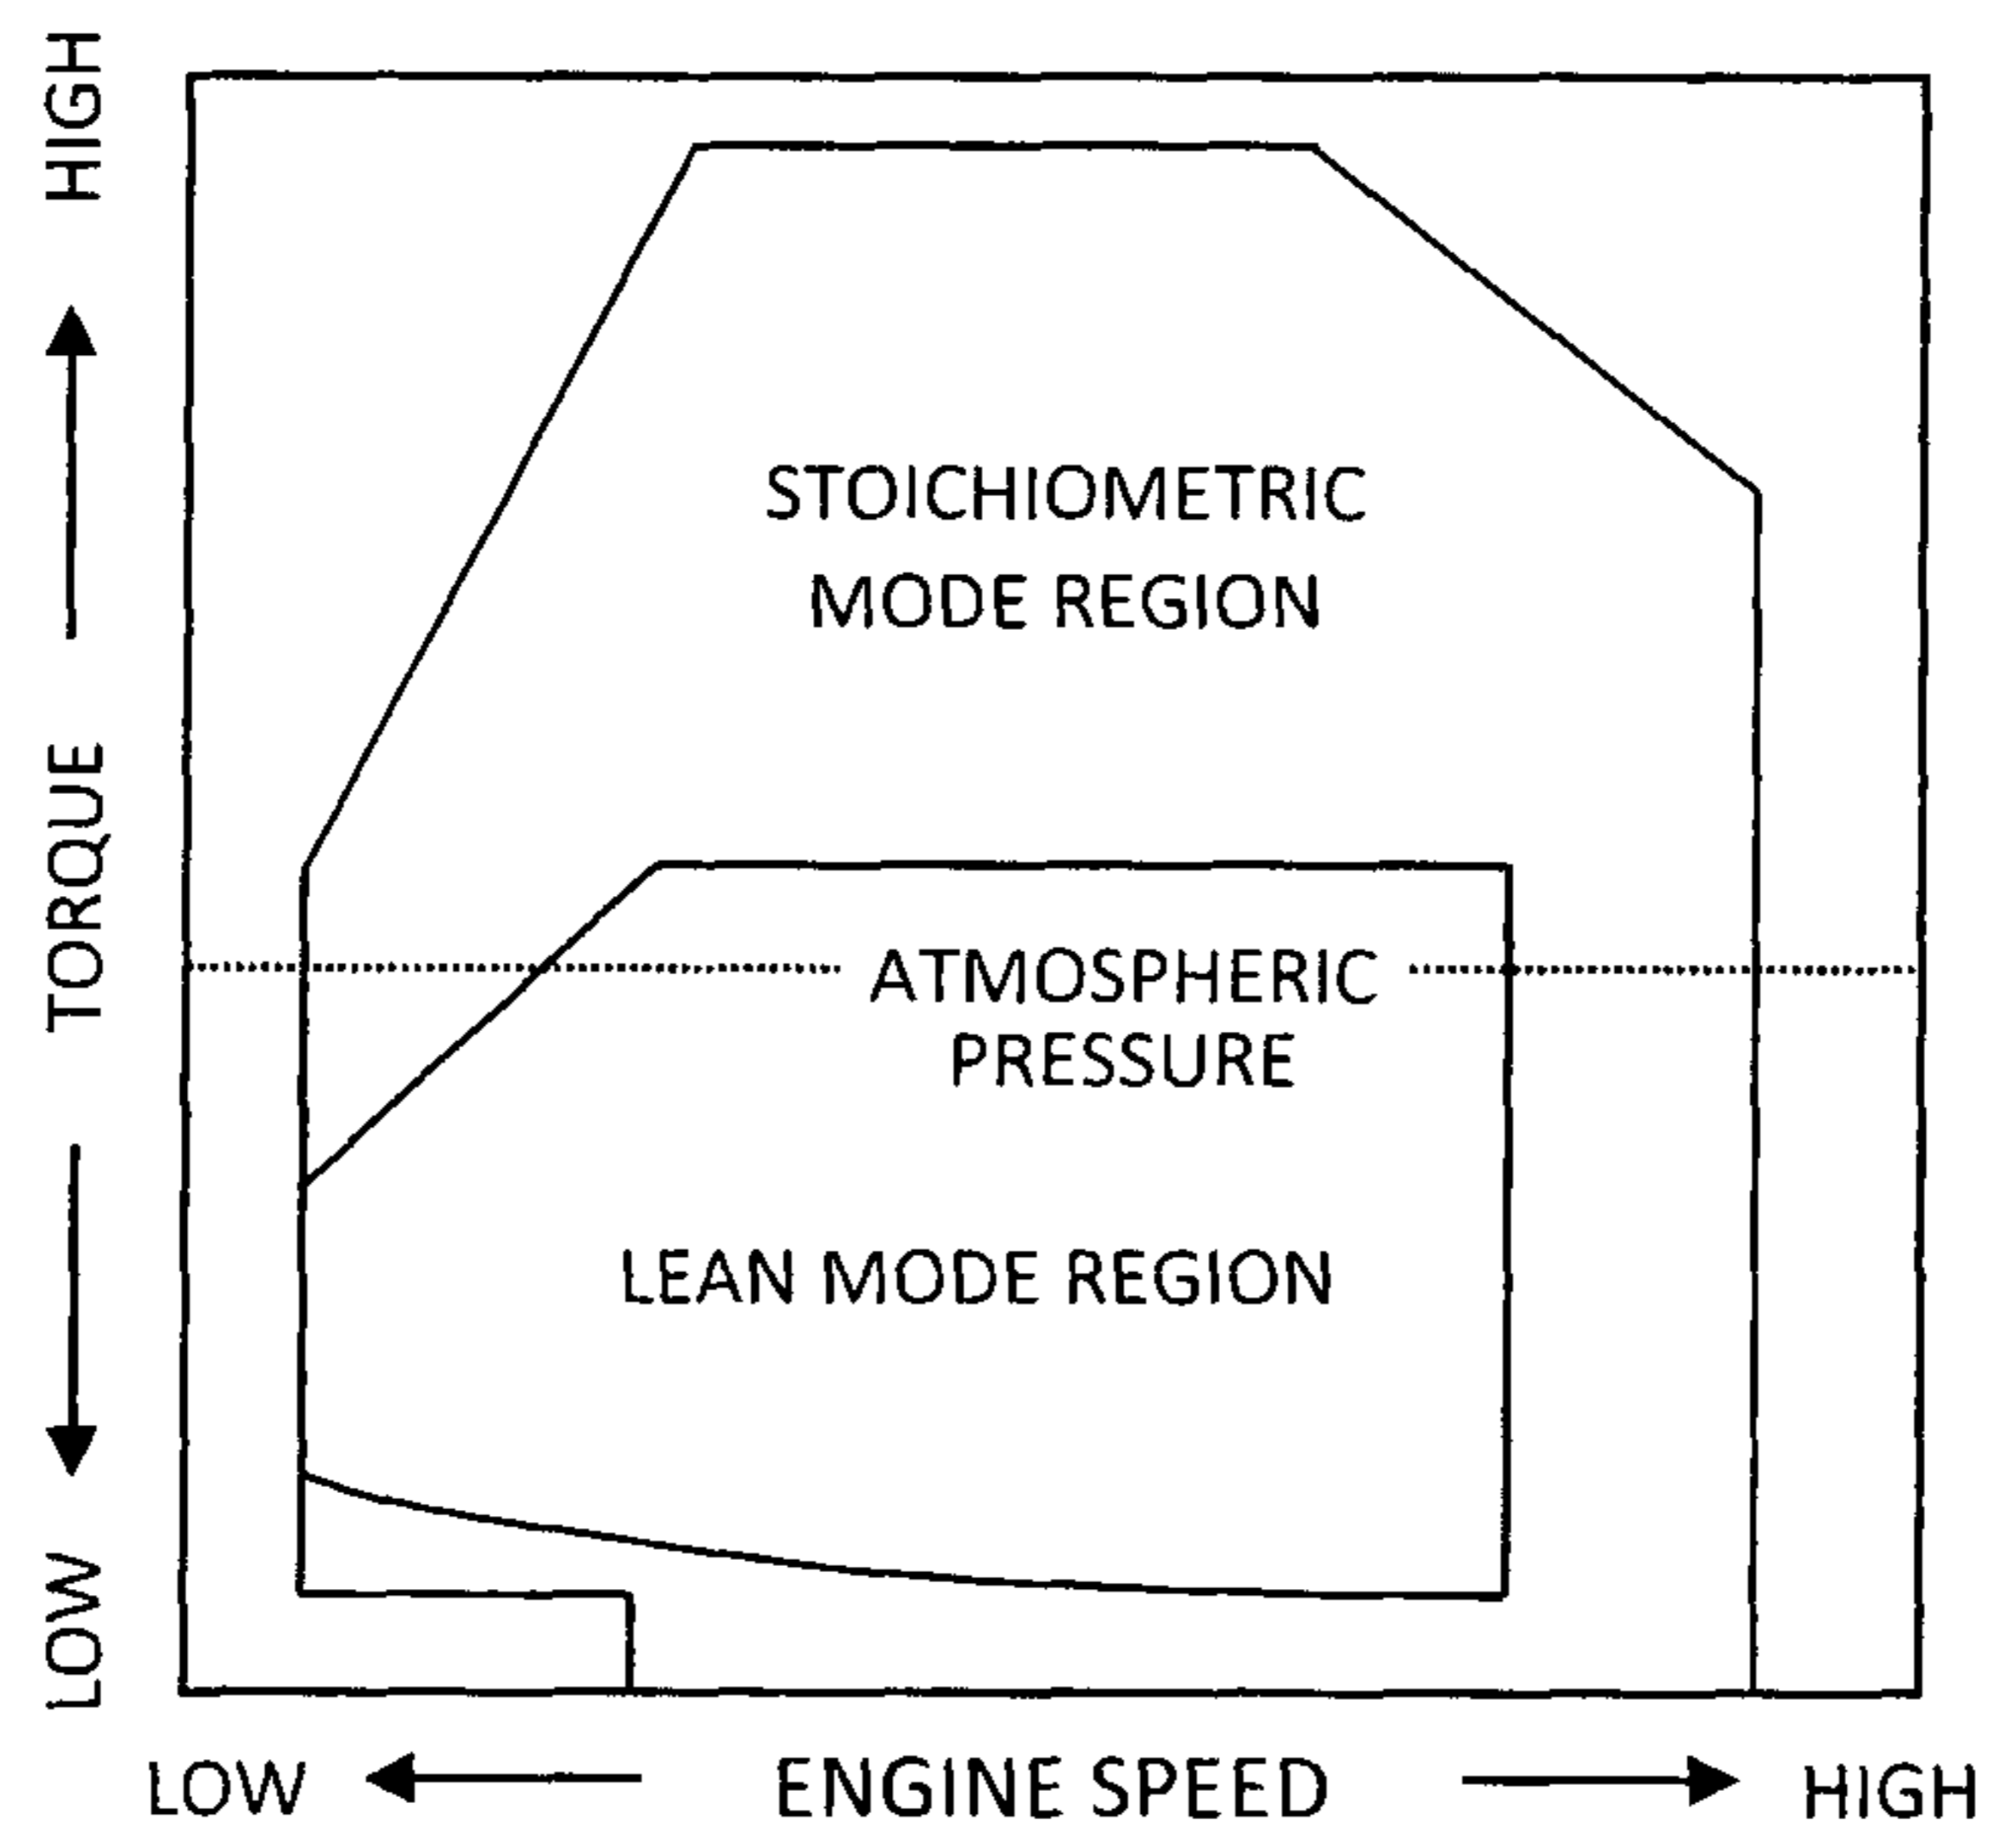 HIGH
TORQUE
LOW
STOICHIOMETRIC
MODE REGION
ATMOSPHERIC
PRESSURE
LEAN MODE REGION
LOW
ENGINE SPEED
HIGH